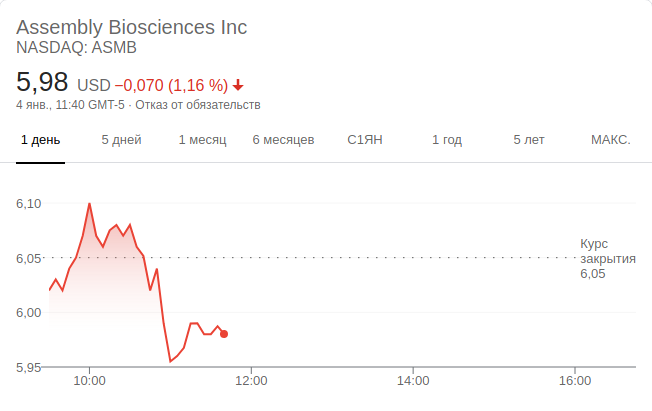 Assembly Biosciences Inc
NASDAQ: ASMB
5,98 USD −0,070 (1,16 %)
4 янв., 11:40 GMT-5 · Отказ от обязательств
1 день 5 дней 1 месяц 6 месяцев С1ЯН 1 год 5 лет МАКС.
6,10
Курс
6,05 закрытия
6,05
6,00
5,95
10:00 12:00 14:00 16:00